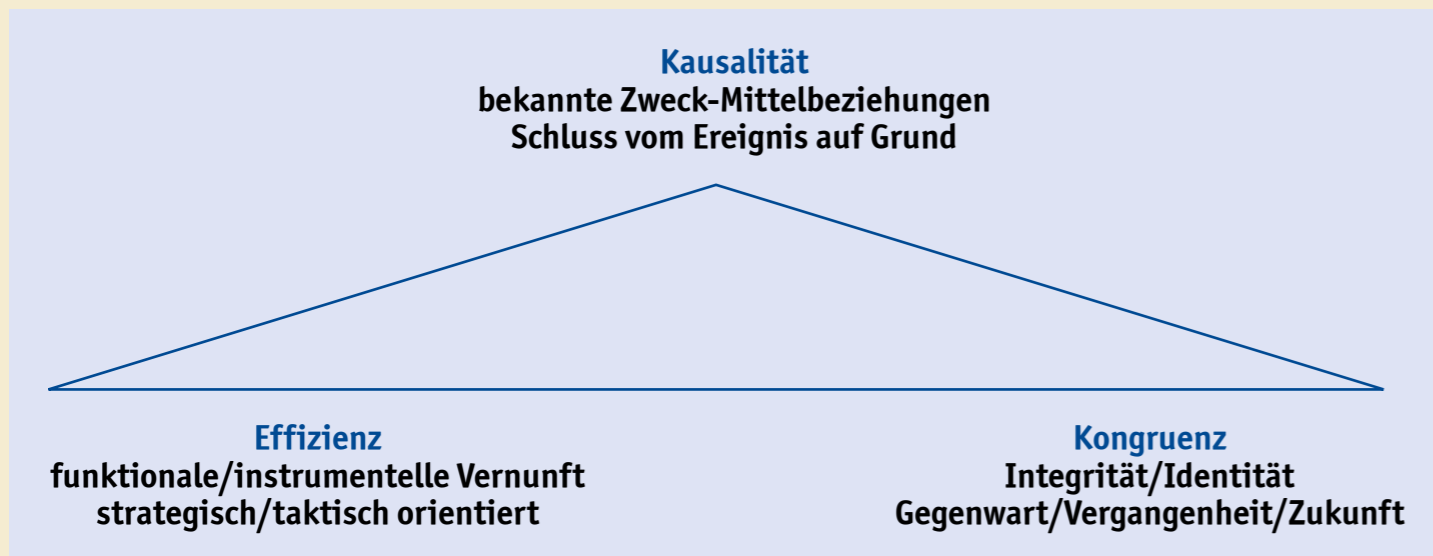 Kausalität
bekannte Zweck-Mittelbeziehungen
Schluss vom Ereignis auf Grund
Effizienz
funktionale/instrumentelle Vernunft
strategisch/taktisch orientiert
Kongruenz
Integrität/Identität
Gegenwart/Vergangenheit/Zukunft